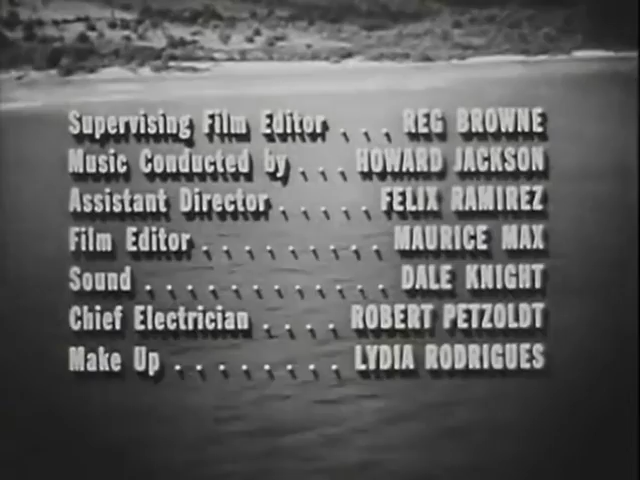 Supervising Film Editor . . . REG BROWNE
Music Conducted by . . . HOWARD JACKSON
Assistant Director . . . . . FELIX RAMIREZ
Film Editor . . . . . . . . . MAURICE MAX
Sound . . . . . . . . . . . . DALE KNIGHT
Chief Electrician . . . . ROBERT PETZOLDT
Make Up . . . . . . . . LYDIA RODRIGUES